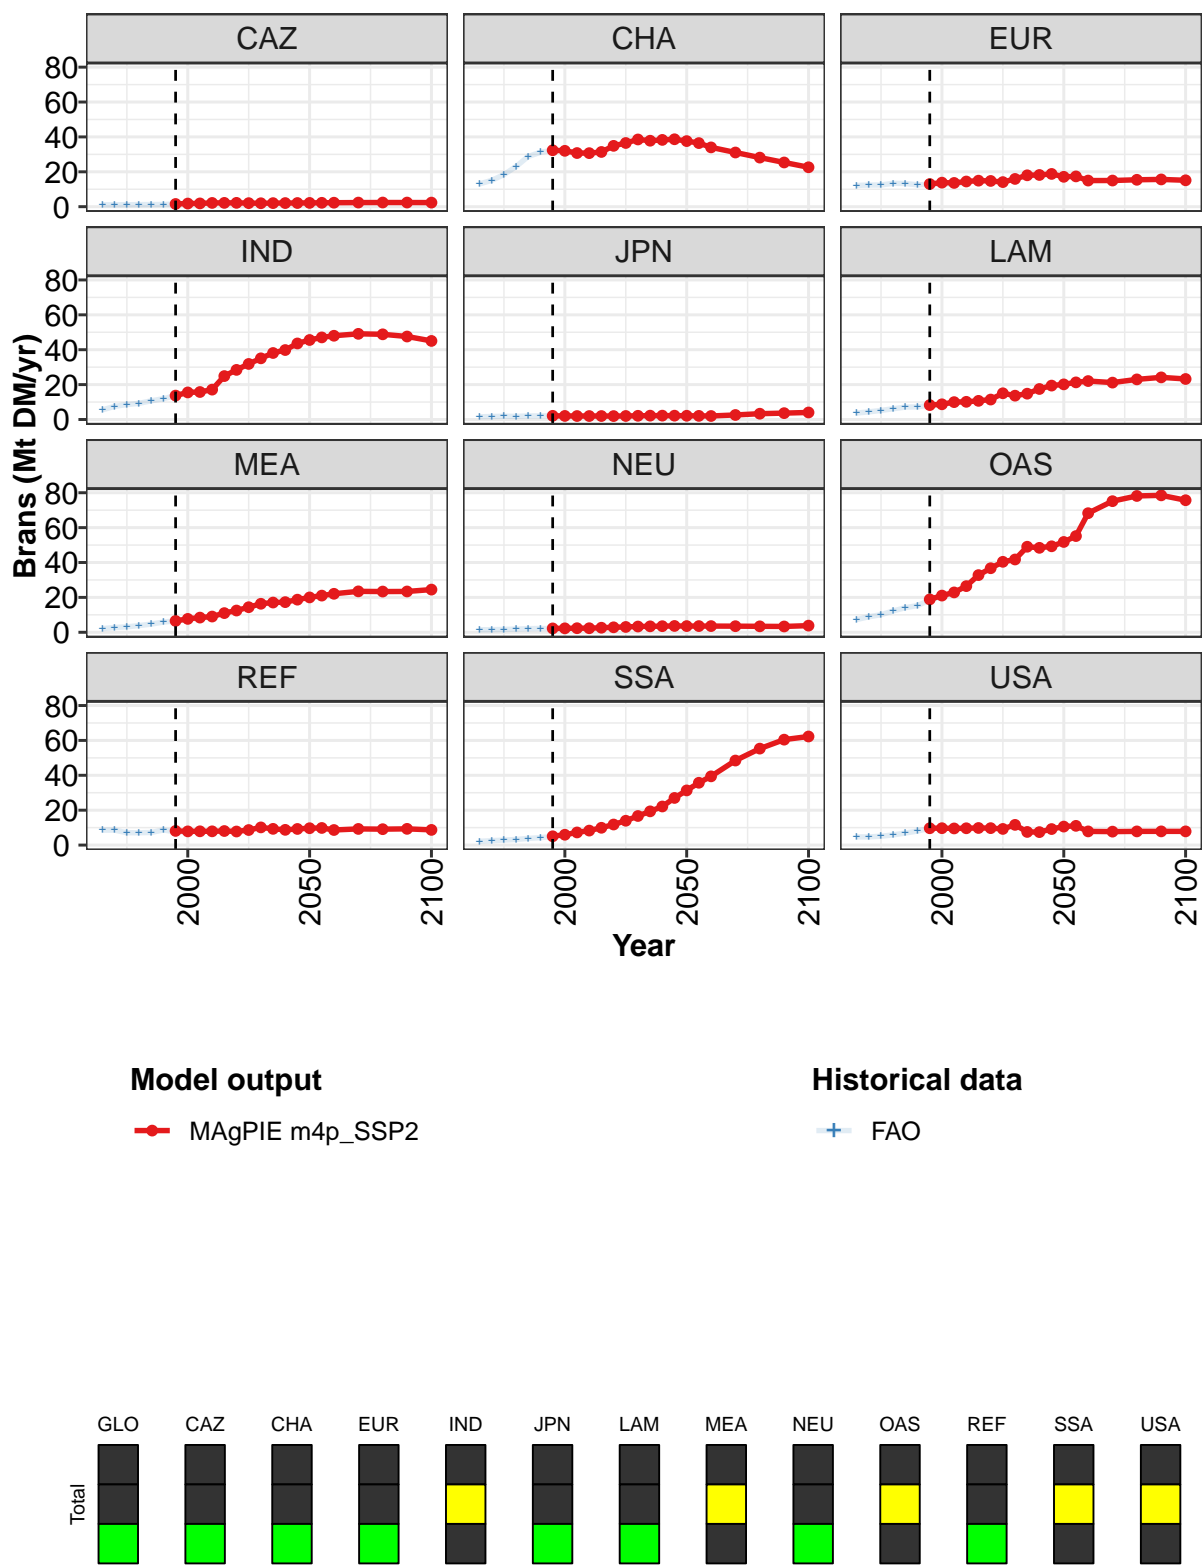 CAZ CHA EUR
80
60
40
20
0
IND JPN LAM
80
60
40
20
0
MEA NEU OAS
80
60
40
20
0
REF SSA USA
80
60
40
20
0
Brans (Mt DM/yr)
2000 2050 2100 2000 2050 2100 2000 2050 2100
Year
Model output Historical data
MAgPIE m4p_SSP2 FAO
GLO CAZ CHA EUR IND JPN LAM MEA NEU OAS REF SSA USA
Total